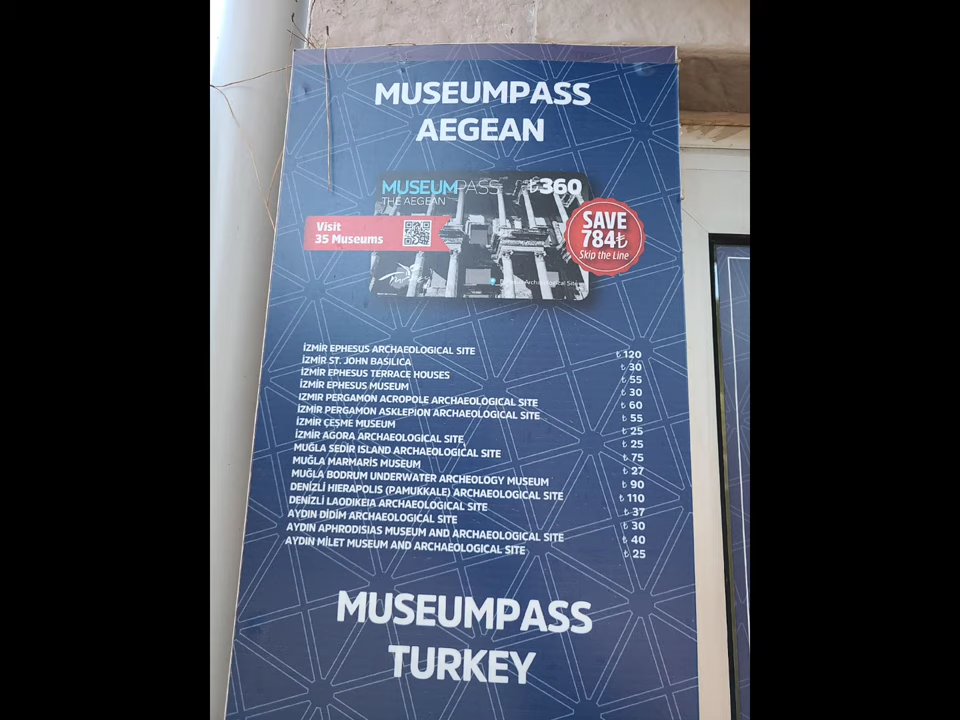 MUSEUMPASS
AEGEAN
MUSEUMPASS ₺360
THE AEGEAN
Visit
35 Museums
SAVE
784₺
Skip the Line
Archaeological Site
İZMİR EPHESUS ARCHAEOLOGICAL SITE ₺ 120
İZMİR ST. JOHN BASILICA ₺ 30
İZMİR EPHESUS TERRACE HOUSES ₺ 55
İZMİR EPHESUS MUSEUM ₺ 30
IZMIR PERGAMON ACROPOLE ARCHAEOLOGICAL SITE ₺ 60
İZMİR PERGAMON ASKLEPION ARCHAEOLOGICAL SITE ₺ 55
İZMİR ÇEŞME MUSEUM ₺ 25
İZMİR AGORA ARCHAEOLOGICAL SITE ₺ 25
MUĞLA SEDİR ISLAND ARCHAEOLOGICAL SITE ₺ 75
MUĞLA MARMARİS MUSEUM ₺ 27
MUĞLA BODRUM UNDERWATER ARCHEOLOGY MUSEUM ₺ 90
DENİZLİ HIERAPOLIS (PAMUKKALE) ARCHAEOLOGICAL SITE ₺ 110
DENİZLİ LAODIKEIA ARCHAEOLOGICAL SITE ₺ 37
AYDIN DİDİM ARCHAEOLOGICAL SITE ₺ 30
AYDIN APHRODISIAS MUSEUM AND ARCHAEOLOGICAL SITE ₺ 40
AYDIN MİLET MUSEUM AND ARCHAEOLOGICAL SITE ₺ 25
MUSEUMPASS
TURKEY